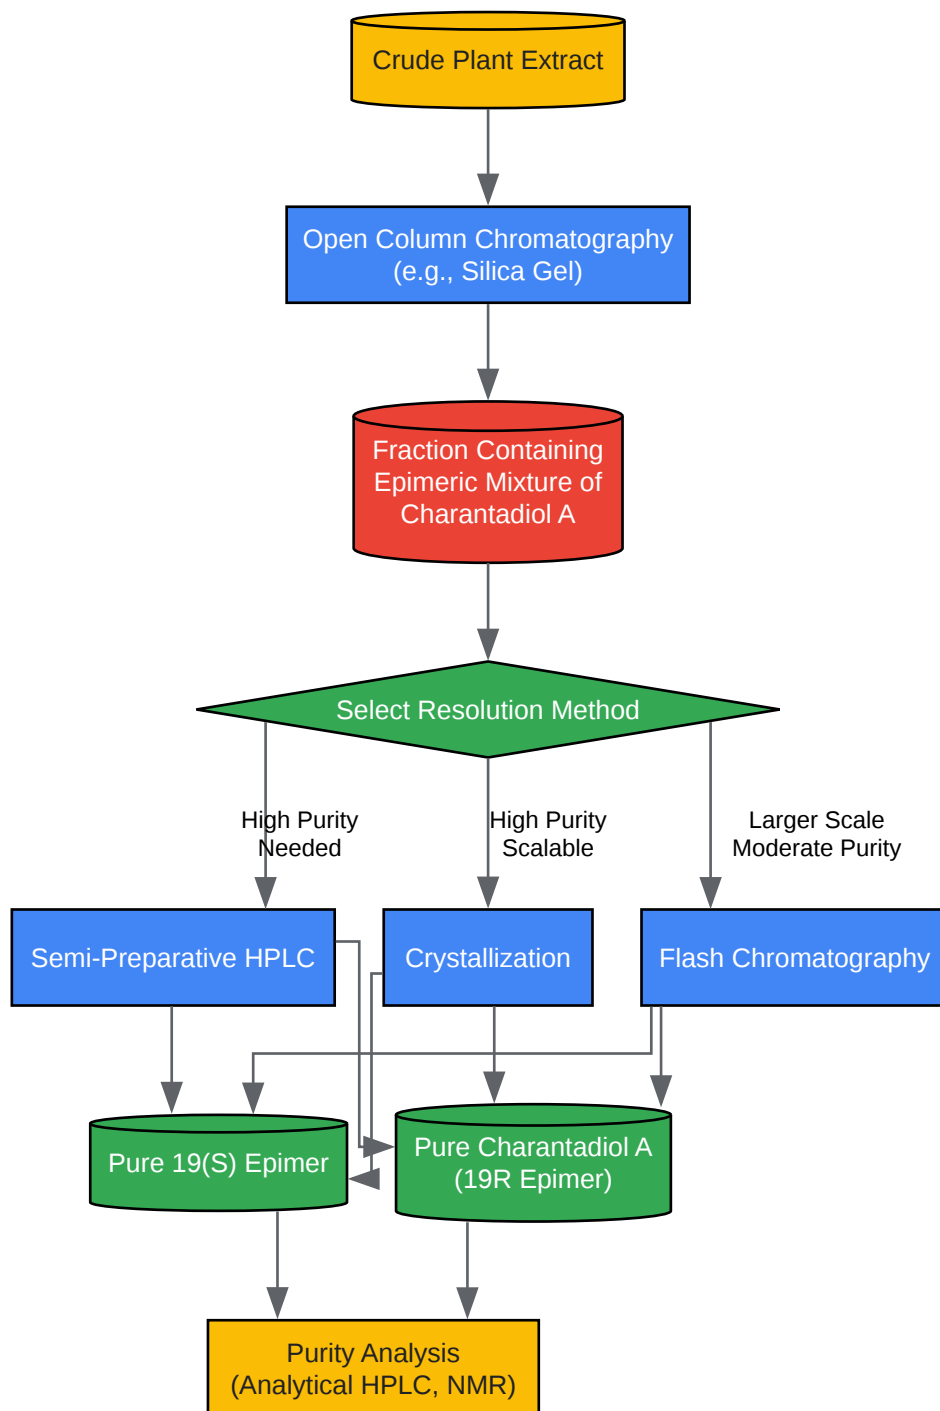 Crude Plant Extract
Open Column Chromatography
(e.g., Silica Gel)
Fraction Containing
Epimeric Mixture of
Charantadiol A
Select Resolution Method
High Purity
Needed
High Purity
Scalable
Larger Scale
Moderate Purity
Semi-Preparative HPLC
Crystallization
Flash Chromatography
Pure 19(S) Epimer
Pure Charantadiol A
(19R Epimer)
Purity Analysis
(Analytical HPLC, NMR)